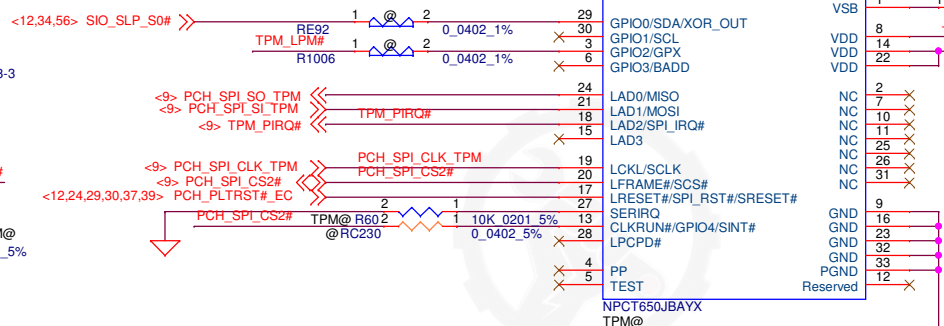 <12,34,56> SIO_SLP_S0#
1 @ 2
RE92 0_0402_1%
TPM_LPM#
1 @ 2
R1006 0_0402_1%
29 GPIO0/SDA/XOR_OUT
30 GPIO1/SCL
3 GPIO2/GPX
6 GPIO3/BADD
VSB
8 VDD
14 VDD
22 VDD
3-3
<9> PCH_SPI_SO_TPM
<9> PCH_SPI_SI_TPM
<9> TPM_PIRQ#
TPM_PIRQ#
24 LAD0/MISO
21 LAD1/MOSI
18 LAD2/SPI_IRQ#
15 LAD3
2 NC
7 NC
10 NC
11 NC
25 NC
26 NC
31 NC
<9> PCH_SPI_CLK_TPM
PCH_SPI_CLK_TPM
<9> PCH_SPI_CS2#
PCH_SPI_CS2#
<12,24,29,30,37,39> PCH_PLTRST#_EC
19 LCKL/SCLK
20 LFRAME#/SCS#
17 LRESET#/SPI_RST#/SRESET#
27 SERIRQ
13 CLKRUN#/GPIO4/SINT#
28 LPCPD#
2 1
TPM@ R60 10K_0201_5%
PCH_SPI_CS2#
2 1
@RC230 0_0402_5%
4 PP
5 TEST
9 GND
16 GND
23 GND
32 GND
33 PGND
12 Reserved
#
M@
_5%
NPCT650JBAYX
TPM@